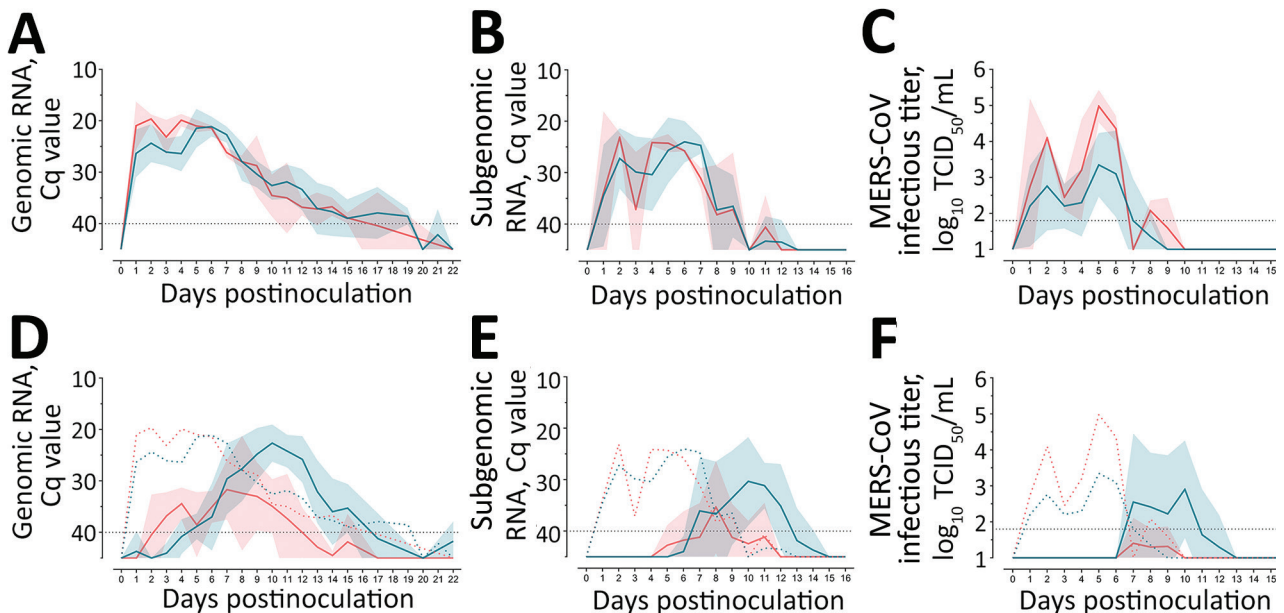 A
Genomic RNA,
Cq value
10
20
30
40
0 1 2 3 4 5 6 7 8 9 10 11 12 13 14 15 16 17 18 19 20 21 22
Days postinoculation
B
Subgenomic
RNA, Cq value
10
20
30
40
0 1 2 3 4 5 6 7 8 9 10 11 12 13 14 15 16
Days postinoculation
C
MERS-CoV
infectious titer,
log10 TCID50/mL
6
5
4
3
2
1
0 1 2 3 4 5 6 7 8 9 10 11 12 13 14 15
Days postinoculation
D
Genomic RNA,
Cq value
10
20
30
40
0 1 2 3 4 5 6 7 8 9 10 11 12 13 14 15 16 17 18 19 20 21 22
Days postinoculation
E
Subgenomic
RNA, Cq value
10
20
30
40
0 1 2 3 4 5 6 7 8 9 10 11 12 13 14 15 16
Days postinoculation
F
MERS-CoV
infectious titer,
log10 TCID50/mL
6
5
4
3
2
1
0 1 2 3 4 5 6 7 8 9 10 11 12 13 14 15
Days postinoculation